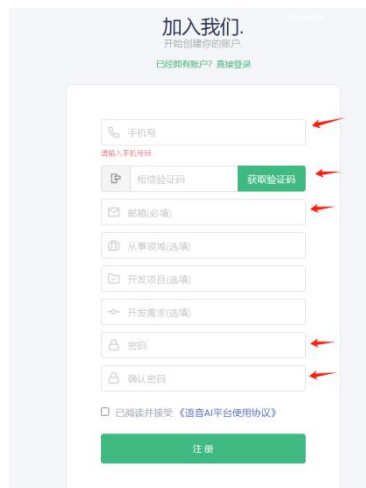 加入我们.
开始创建你的账户.
已经拥有账户？直接登录
手机号
请输入手机号码
短信验证码
获取验证码
邮箱(必填)
从事领域(选填)
开发项目(选填)
开发需求(选填)
密码
确认密码
已阅读并接受《语音AI平台使用协议》
注册